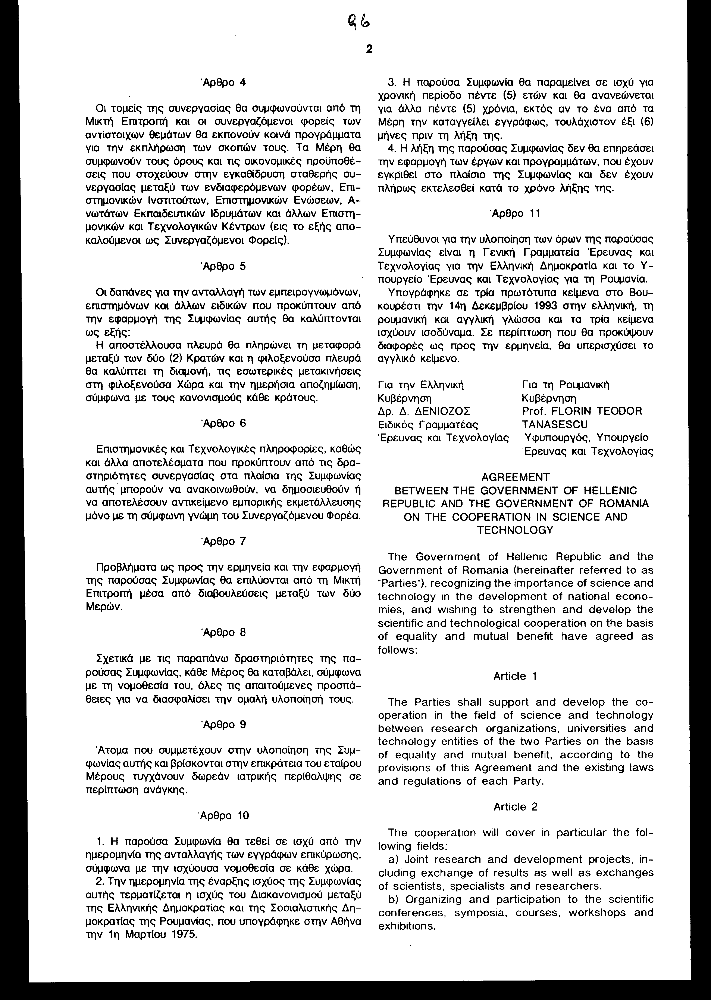 96
2
Άρθρο 4
Οι τομείς της συνεργασίας θα συμφωνούνται από τη
Μικτή Επιτροπή και οι συνεργαζόμενοι φορείς των
αντίστοιχων θεμάτων θα εκπονούν κοινά προγράμματα
για την εκπλήρωση των σκοπών τους. Τα Μέρη θα
συμφωνούν τους όρους και τις οικονομικές προϋποθέ-
σεις που στοχεύουν στην εγκαθίδρυση σταθερής συ-
νεργασίας μεταξύ των ενδιαφερόμενων φορέων, Επι-
στημονικών Ινστιτούτων, Επιστημονικών Ενώσεων, Α-
νωτάτων Εκπαιδευτικών Ιδρυμάτων και άλλων Επιστη-
μονικών και Τεχνολογικών Κέντρων (εις το εξής απο-
καλούμενοι ως Συνεργαζόμενοι Φορείς).
Άρθρο 5
Οι δαπάνες για την ανταλλαγή των εμπειρογνωμόνων,
επιστημόνων και άλλων ειδικών που προκύπτουν από
την εφαρμογή της Συμφωνίας αυτής θα καλύπτονται
ως εξής:
Η αποστέλλουσα πλευρά θα πληρώνει τη μεταφορά
μεταξύ των δύο (2) Κρατών και η φιλοξενούσα πλευρά
θα καλύπτει τη διαμονή, τις εσωτερικές μετακινήσεις
στη φιλοξενούσα Χώρα και την ημερήσια αποζημίωση,
σύμφωνα με τους κανονισμούς κάθε κράτους.
Άρθρο 6
Επιστημονικές και Τεχνολογικές πληροφορίες, καθώς
και άλλα αποτελέσματα που προκύπτουν από τις δρα-
στηριότητες συνεργασίας στα πλαίσια της Συμφωνίας
αυτής μπορούν να ανακοινωθούν, να δημοσιευθούν ή
να αποτελέσουν αντικείμενο εμπορικής εκμετάλλευσης
μόνο με τη σύμφωνη γνώμη του Συνεργαζόμενου Φορέα.
Άρθρο 7
Προβλήματα ως προς την ερμηνεία και την εφαρμογή
της παρούσας Συμφωνίας θα επιλύονται από τη Μικτή
Επιτροπή μέσα από διαβουλεύσεις μεταξύ των δύο
Μερών.
Άρθρο 8
Σχετικά με τις παραπάνω δραστηριότητες της πα-
ρούσας Συμφωνίας, κάθε Μέρος θα καταβάλει, σύμφωνα
με τη νομοθεσία του, όλες τις απαιτούμενες προσπά-
θειες για να διασφαλίσει την ομαλή υλοποίησή τους.
Άρθρο 9
Άτομα που συμμετέχουν στην υλοποίηση της Συμ-
φωνίας αυτής και βρίσκονται στην επικράτεια του εταίρου
Μέρους τυγχάνουν δωρεάν ιατρικής περίθαλψης σε
περίπτωση ανάγκης.
Άρθρο 10
1. Η παρούσα Συμφωνία θα τεθεί σε ισχύ από την
ημερομηνία της ανταλλαγής των εγγράφων επικύρωσης,
σύμφωνα με την ισχύουσα νομοθεσία σε κάθε χώρα.
2. Την ημερομηνία της έναρξης ισχύος της Συμφωνίας
αυτής τερματίζεται η ισχύς του Διακανονισμού μεταξύ
της Ελληνικής Δημοκρατίας και της Σοσιαλιστικής Δη-
μοκρατίας της Ρουμανίας, που υπογράφηκε στην Αθήνα
την 1η Μαρτίου 1975.
3. Η παρούσα Συμφωνία θα παραμείνει σε ισχύ για
χρονική περίοδο πέντε (5) ετών και θα ανανεώνεται
για άλλα πέντε (5) χρόνια, εκτός αν το ένα από τα
Μέρη την καταγγείλει εγγράφως, τουλάχιστον έξι (6)
μήνες πριν τη λήξη της.
4. Η λήξη της παρούσας Συμφωνίας δεν θα επηρεάσει
την εφαρμογή των έργων και προγραμμάτων, που έχουν
εγκριθεί στο πλαίσιο της Συμφωνίας και δεν έχουν
πλήρως εκτελεσθεί κατά το χρόνο λήξης της.
Άρθρο 11
Υπεύθυνοι για την υλοποίηση των όρων της παρούσας
Συμφωνίας είναι η Γενική Γραμματεία Έρευνας και
Τεχνολογίας για την Ελληνική Δημοκρατία και το Υ-
πουργείο Έρευνας και Τεχνολογίας για τη Ρουμανία.
Υπογράφηκε σε τρία πρωτότυπα κείμενα στο Βου-
κουρέστι την 14η Δεκεμβρίου 1993 στην ελληνική, τη
ρουμανική και αγγλική γλώσσα και τα τρία κείμενα
ισχύουν ισοδύναμα. Σε περίπτωση που θα προκύψουν
διαφορές ως προς την ερμηνεία, θα υπερισχύσει το
αγγλικό κείμενο.
Για την Ελληνική
Κυβέρνηση
Δρ. Δ. ΔΕΝΙΟΖΟΣ
Ειδικός Γραμματέας
Έρευνας και Τεχνολογίας
Για τη Ρουμανική
Κυβέρνηση
Prof. FLORIN TEODOR
TANASESCU
Υφυπουργός, Υπουργείο
Έρευνας και Τεχνολογίας
AGREEMENT
BETWEEN THE GOVERNMENT OF HELLENIC
REPUBLIC AND THE GOVERNMENT OF ROMANIA
ON THE COOPERATION IN SCIENCE AND
TECHNOLOGY
The Government of Hellenic Republic and the
Government of Romania (hereinafter referred to as
"Parties"), recognizing the importance of science and
technology in the development of national econo-
mies, and wishing to strengthen and develop the
scientific and technological cooperation on the basis
of equality and mutual benefit have agreed as
follows:
Article 1
The Parties shall support and develop the co-
operation in the field of science and technology
between research organizations, universities and
technology entities of the two Parties on the basis
of equality and mutual benefit, according to the
provisions of this Agreement and the existing laws
and regulations of each Party.
Article 2
The cooperation will cover in particular the fol-
lowing fields:
a) Joint research and development projects, in-
cluding exchange of results as well as exchanges
of scientists, specialists and researchers.
b) Organizing and participation to the scientific
conferences, symposia, courses, workshops and
exhibitions.